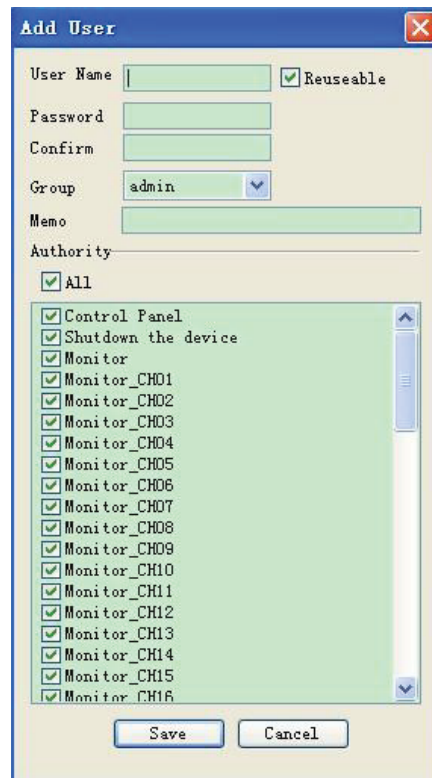 Add User
User Name Reuseable
Password
Confirm
Group admin
Memo
Authority
All
Control Panel
Shutdown the device
Monitor
Monitor_CH01
Monitor_CH02
Monitor_CH03
Monitor_CH04
Monitor_CH05
Monitor_CH06
Monitor_CH07
Monitor_CH08
Monitor_CH09
Monitor_CH10
Monitor_CH11
Monitor_CH12
Monitor_CH13
Monitor_CH14
Monitor_CH15
Monitor_CH16
Save Cancel